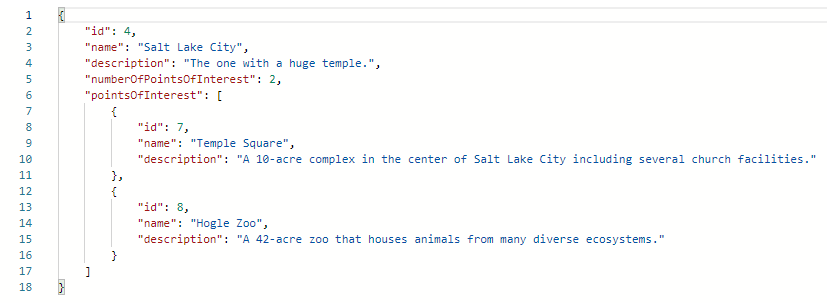 1 {
2 "id": 4,
3 "name": "Salt Lake City",
4 "description": "The one with a huge temple.",
5 "numberOfPointsOfInterest": 2,
6 "pointsOfInterest": [
7 {
8 "id": 7,
9 "name": "Temple Square",
10 "description": "A 10-acre complex in the center of Salt Lake City including several church facilities."
11 },
12 {
13 "id": 8,
14 "name": "Hogle Zoo",
15 "description": "A 42-acre zoo that houses animals from many diverse ecosystems."
16 }
17 ]
18 }